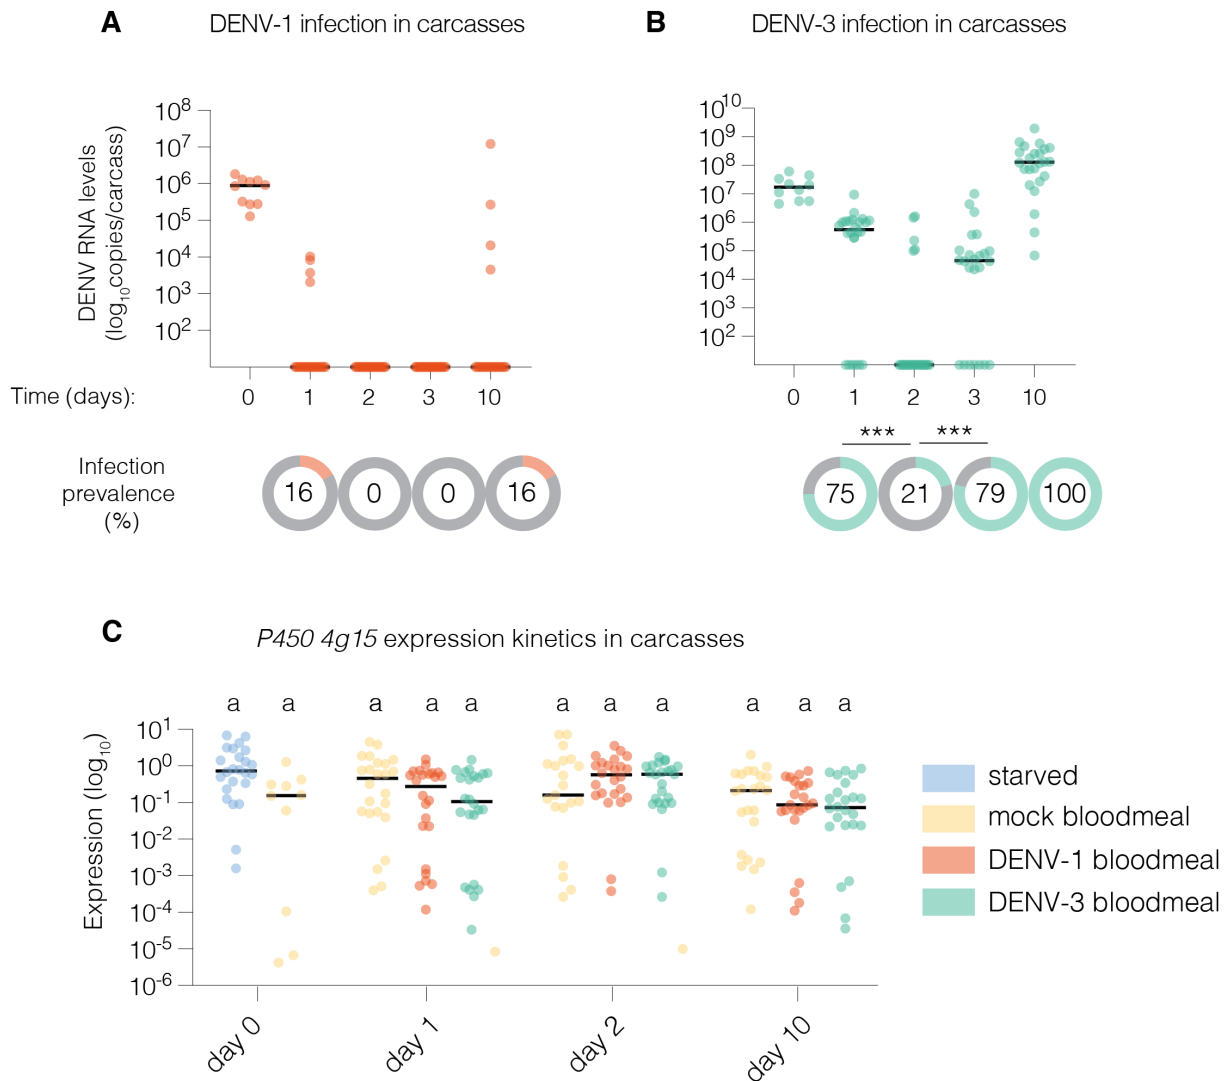 A
DENV-1 infection in carcasses
B
DENV-3 infection in carcasses
DENV RNA levels
(log10copies/carcass)
10^8
10^7
10^6
10^5
10^4
10^3
10^2
10^10
10^9
10^8
10^7
10^6
10^5
10^4
10^3
10^2
Time (days):
0 1 2 3 10
0 1 2 3 10
*** ***
Infection
prevalence
(%)
16 0 0 16
75 21 79 100
C
P450 4g15 expression kinetics in carcasses
a a a a a a a a a a a
Expression (log10)
10^1
10^0
10^-1
10^-2
10^-3
10^-4
10^-5
10^-6
day 0
day 1
day 2
day 10
starved
mock bloodmeal
DENV-1 bloodmeal
DENV-3 bloodmeal